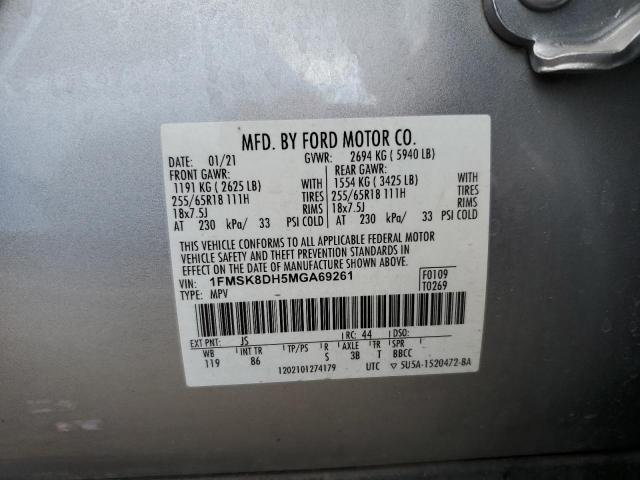 MFD. BY FORD MOTOR CO.
DATE: 01/21 GVWR: 2694 KG ( 5940 LB)
FRONT GAWR: REAR GAWR:
1191 KG ( 2625 LB) WITH 1554 KG ( 3425 LB) WITH
255/65R18 111H TIRES 255/65R18 111H TIRES
18x7.5J RIMS 18x7.5J RIMS
AT 230 kPa/ 33 PSI COLD AT 230 kPa/ 33 PSI COLD
THIS VEHICLE CONFORMS TO ALL APPLICABLE FEDERAL MOTOR
VEHICLE SAFETY AND THEFT PREVENTION STANDARDS IN
EFFECT ON THE DATE OF MANUFACTURE SHOWN ABOVE.
VIN: 1FMSK8DH5MGA69261 F0109
TYPE: MPV T0269
EXT PNT: JS RC: 44 DSO:
WB INT TR TP/PS R AXLE TR SPR
119 86 S 3B T BBCC
1202101274179 UTC ▽ 5U5A-1520472-BA